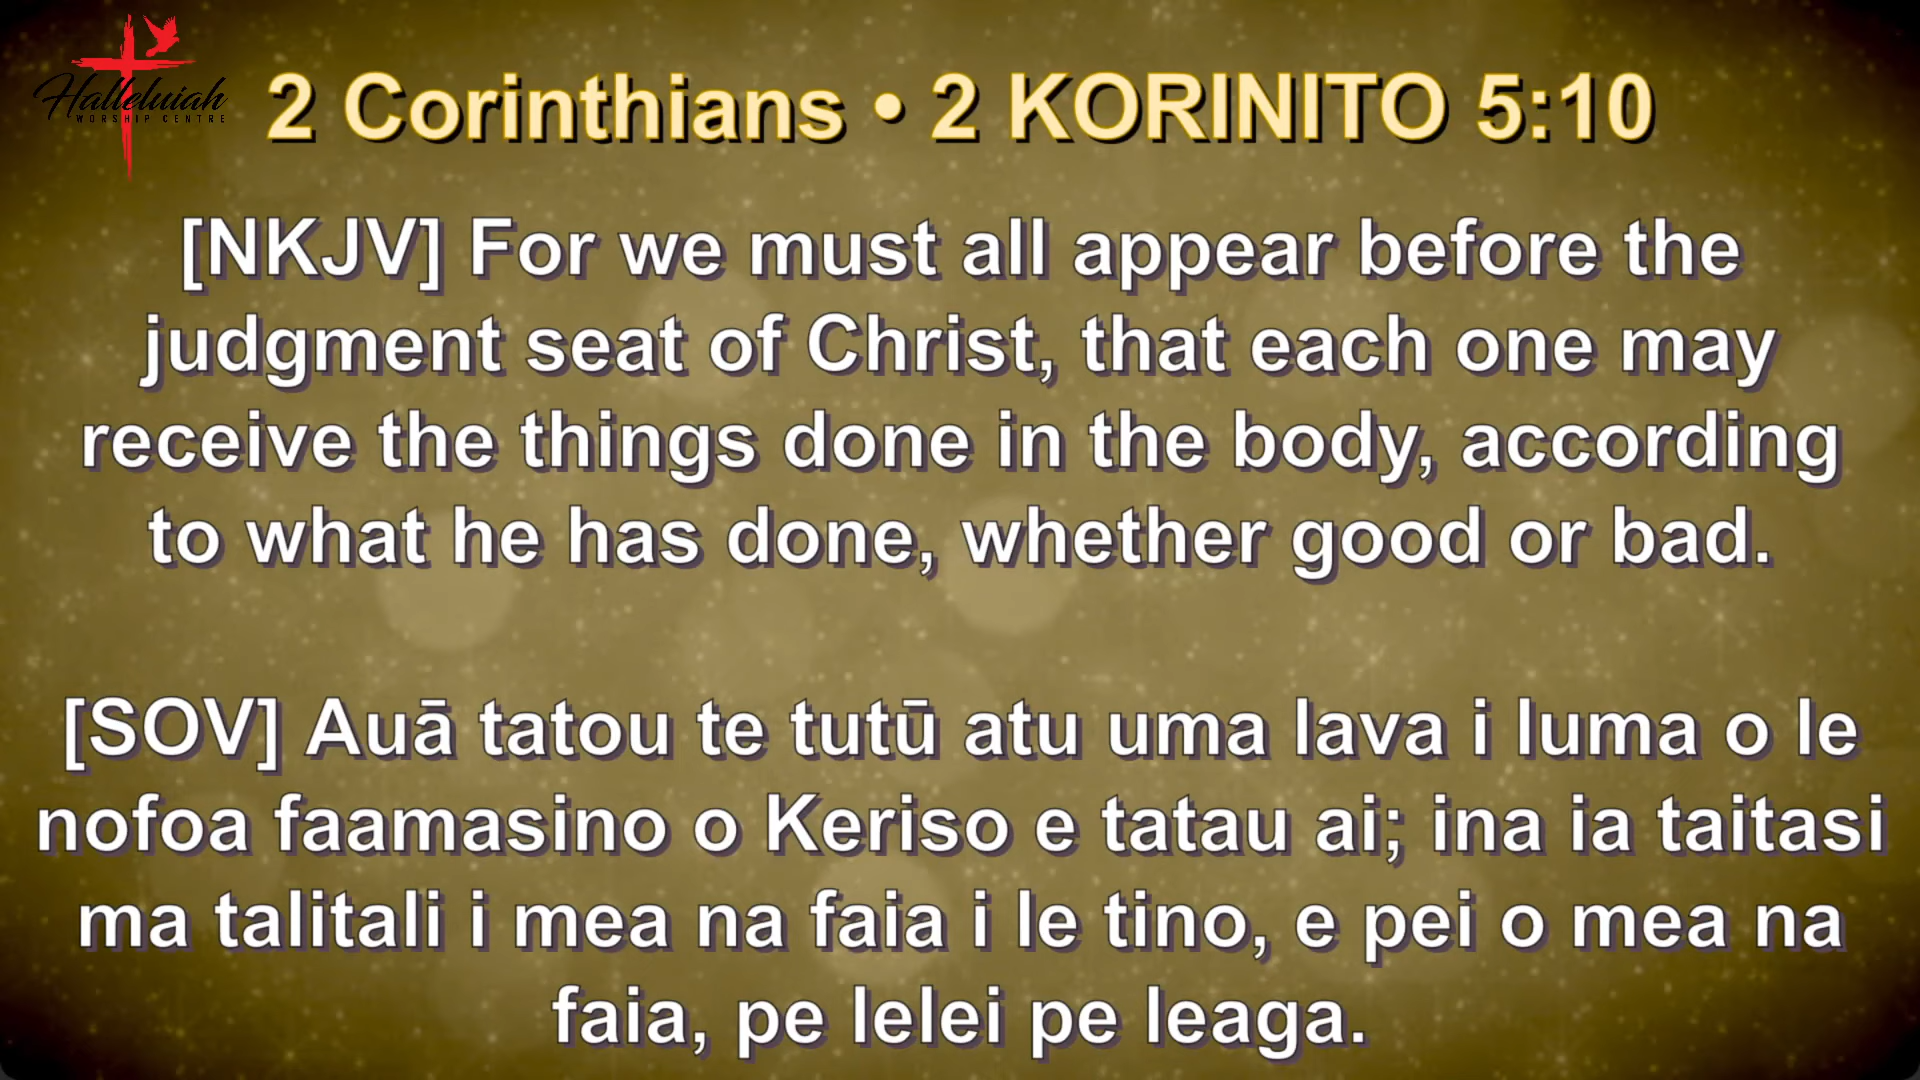 Halleluiah
WORSHIP CENTRE
2 Corinthians • 2 KORINITO 5:10
[NKJV] For we must all appear before the
judgment seat of Christ, that each one may
receive the things done in the body, according
to what he has done, whether good or bad.
[SOV] Auā tatou te tutū atu uma lava i luma o le
nofoa faamasino o Keriso e tatau ai; ina ia taitasi
ma talitali i mea na faia i le tino, e pei o mea na
faia, pe lelei pe leaga.